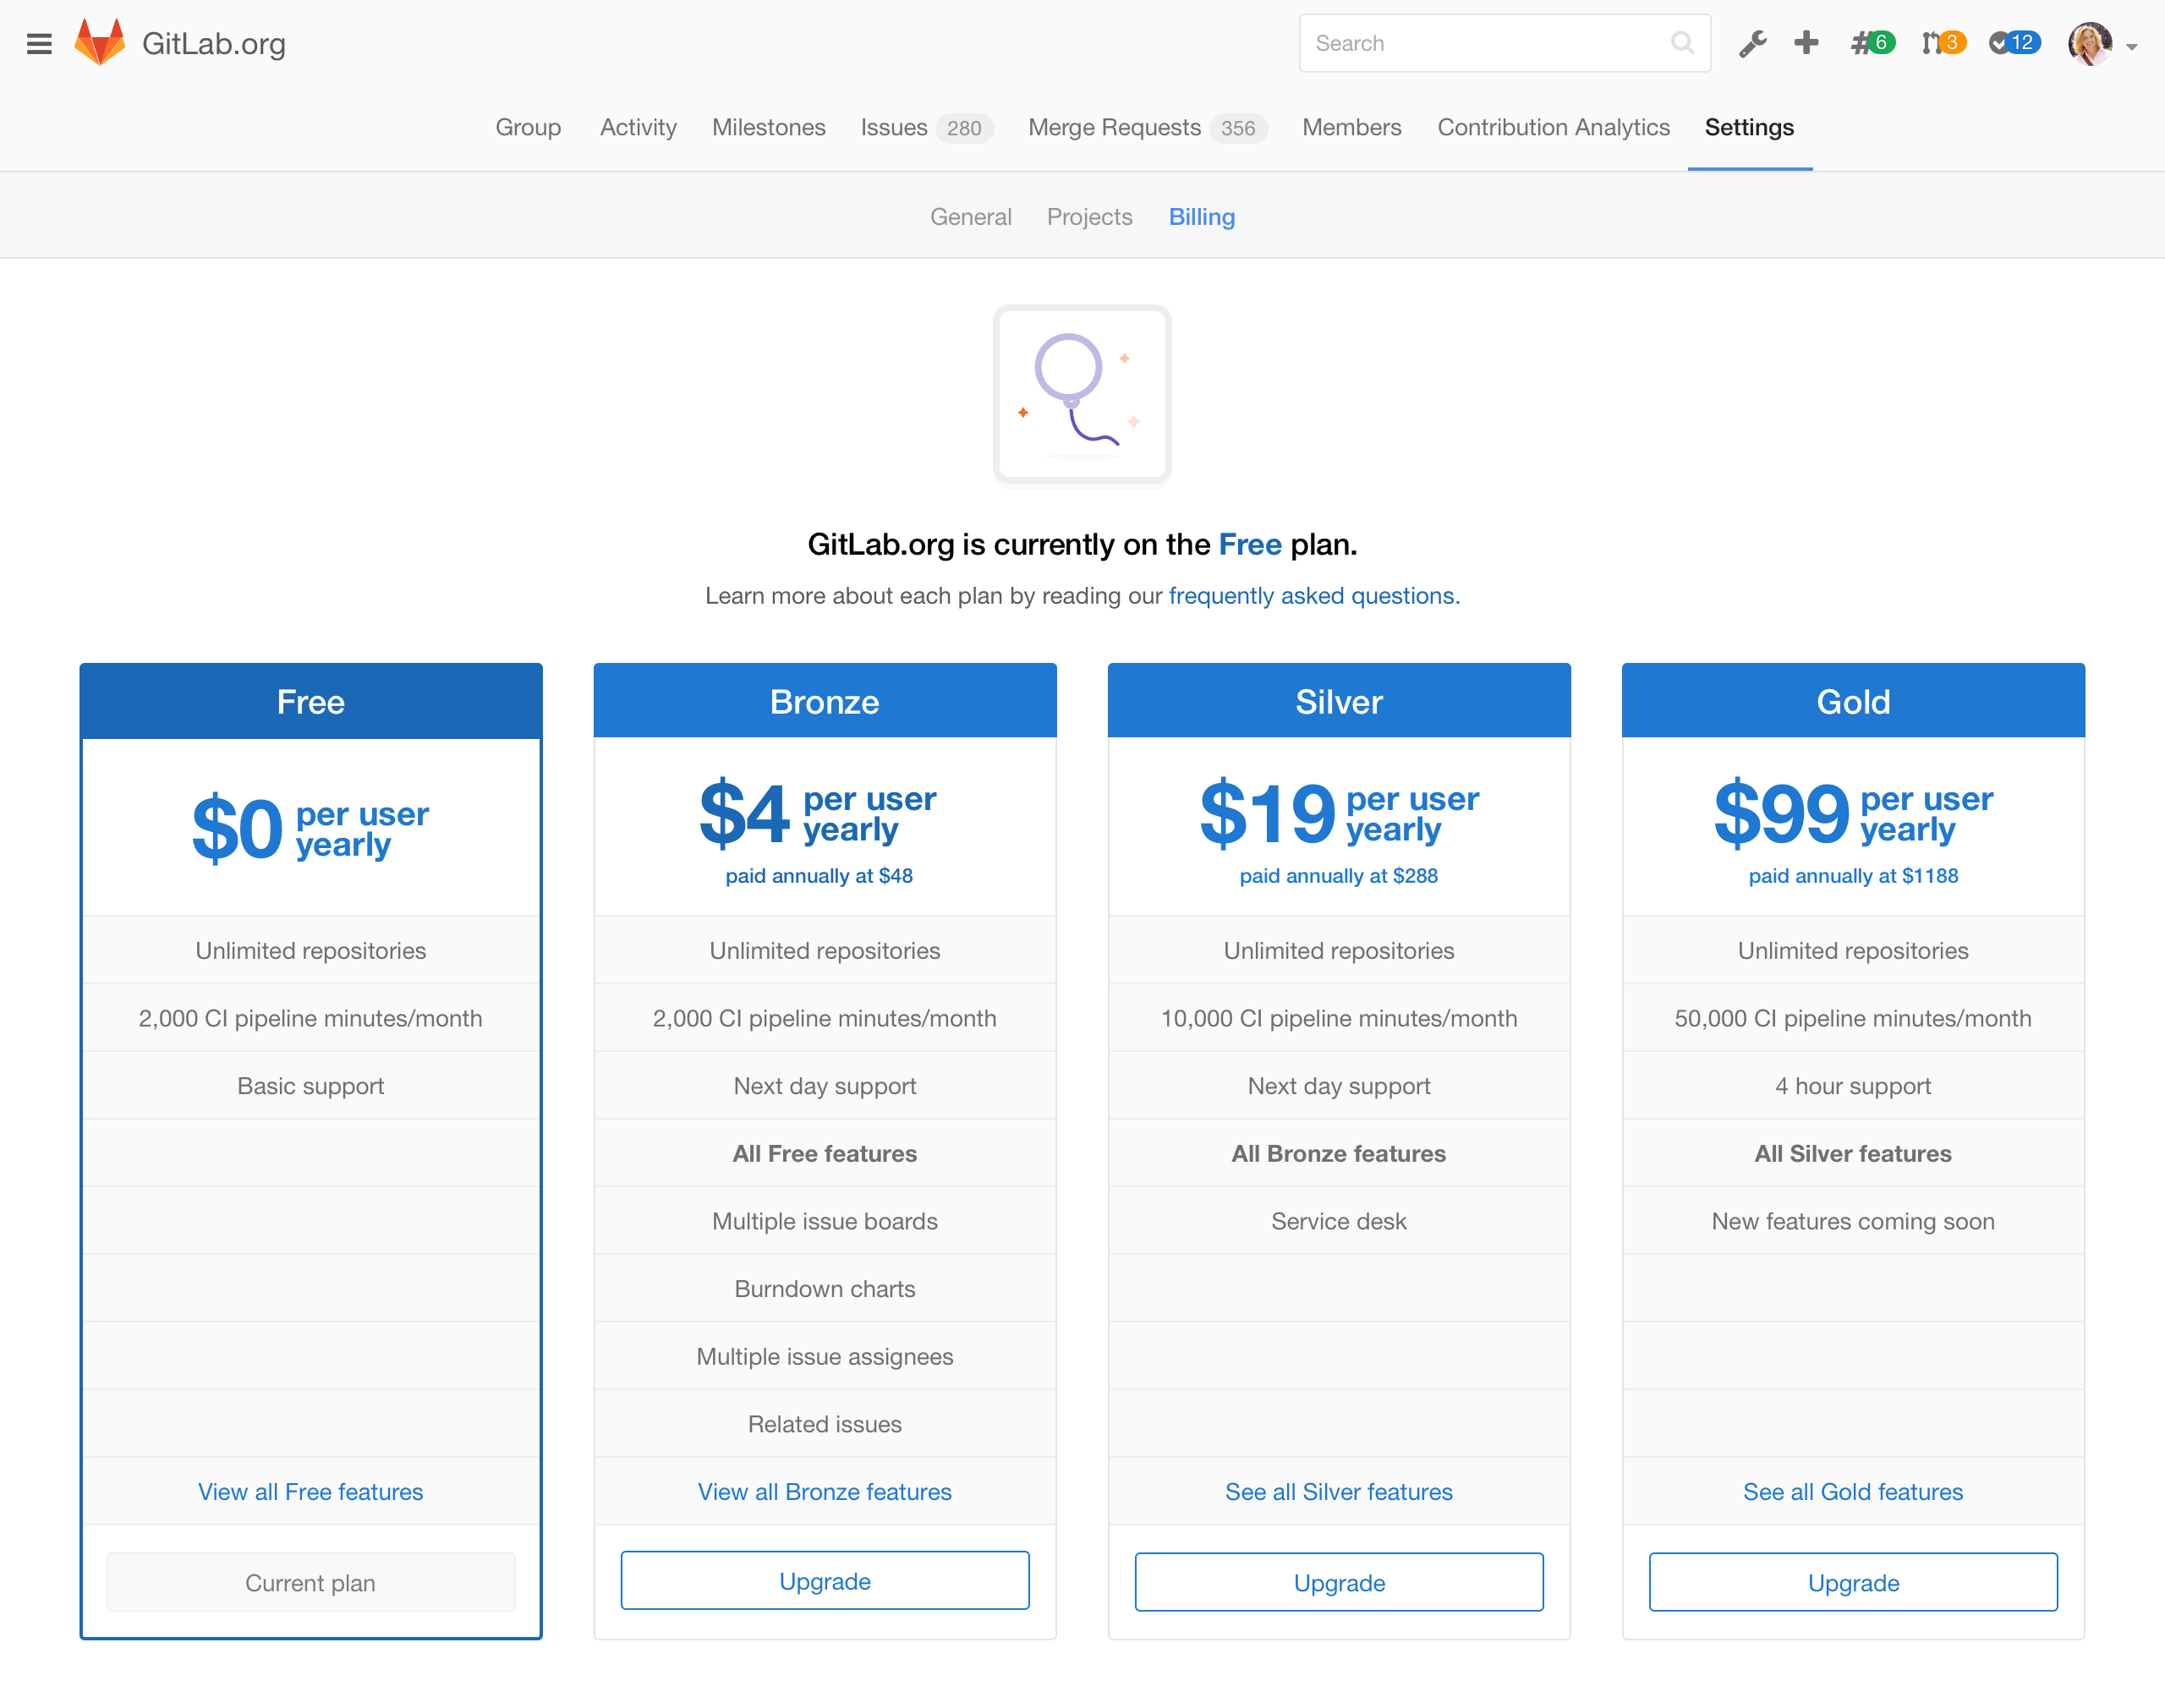 GitLab.org
Search
6
3
12
Group Activity Milestones Issues 280 Merge Requests 356 Members Contribution Analytics Settings
General Projects Billing
GitLab.org is currently on the Free plan.
Learn more about each plan by reading our frequently asked questions.
Free
$0 per user
yearly
Unlimited repositories
2,000 CI pipeline minutes/month
Basic support
View all Free features
Current plan
Bronze
$4 per user
yearly
paid annually at $48
Unlimited repositories
2,000 CI pipeline minutes/month
Next day support
All Free features
Multiple issue boards
Burndown charts
Multiple issue assignees
Related issues
View all Bronze features
Upgrade
Silver
$19 per user
yearly
paid annually at $288
Unlimited repositories
10,000 CI pipeline minutes/month
Next day support
All Bronze features
Service desk
See all Silver features
Upgrade
Gold
$99 per user
yearly
paid annually at $1188
Unlimited repositories
50,000 CI pipeline minutes/month
4 hour support
All Silver features
New features coming soon
See all Gold features
Upgrade